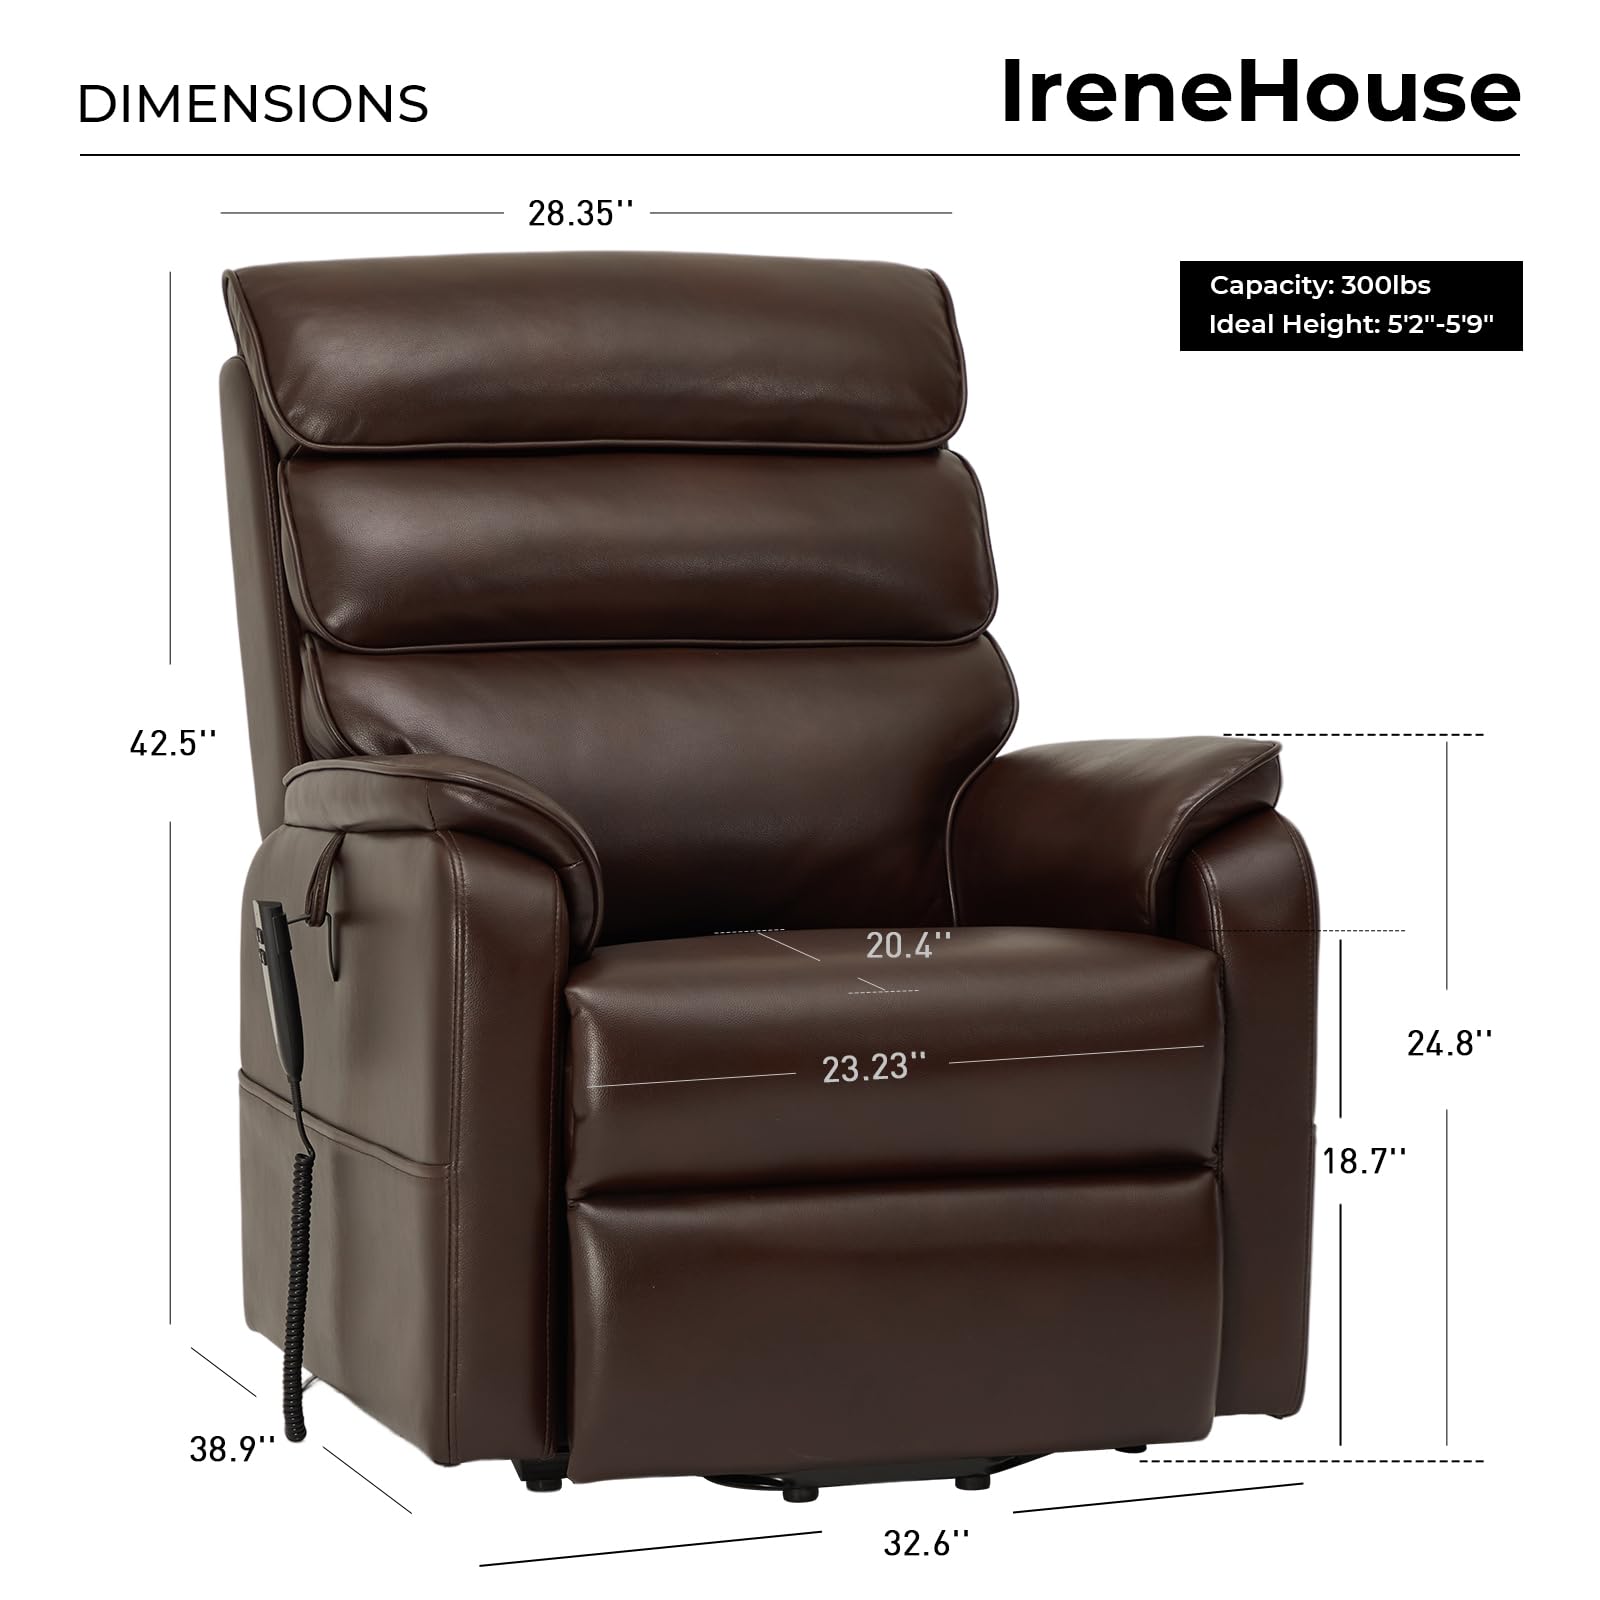 DIMENSIONS
IreneHouse
28.35''
Capacity: 300lbs
Ideal Height: 5'2"-5'9"
42.5''
20.4''
23.23''
24.8''
18.7''
38.9''
32.6''